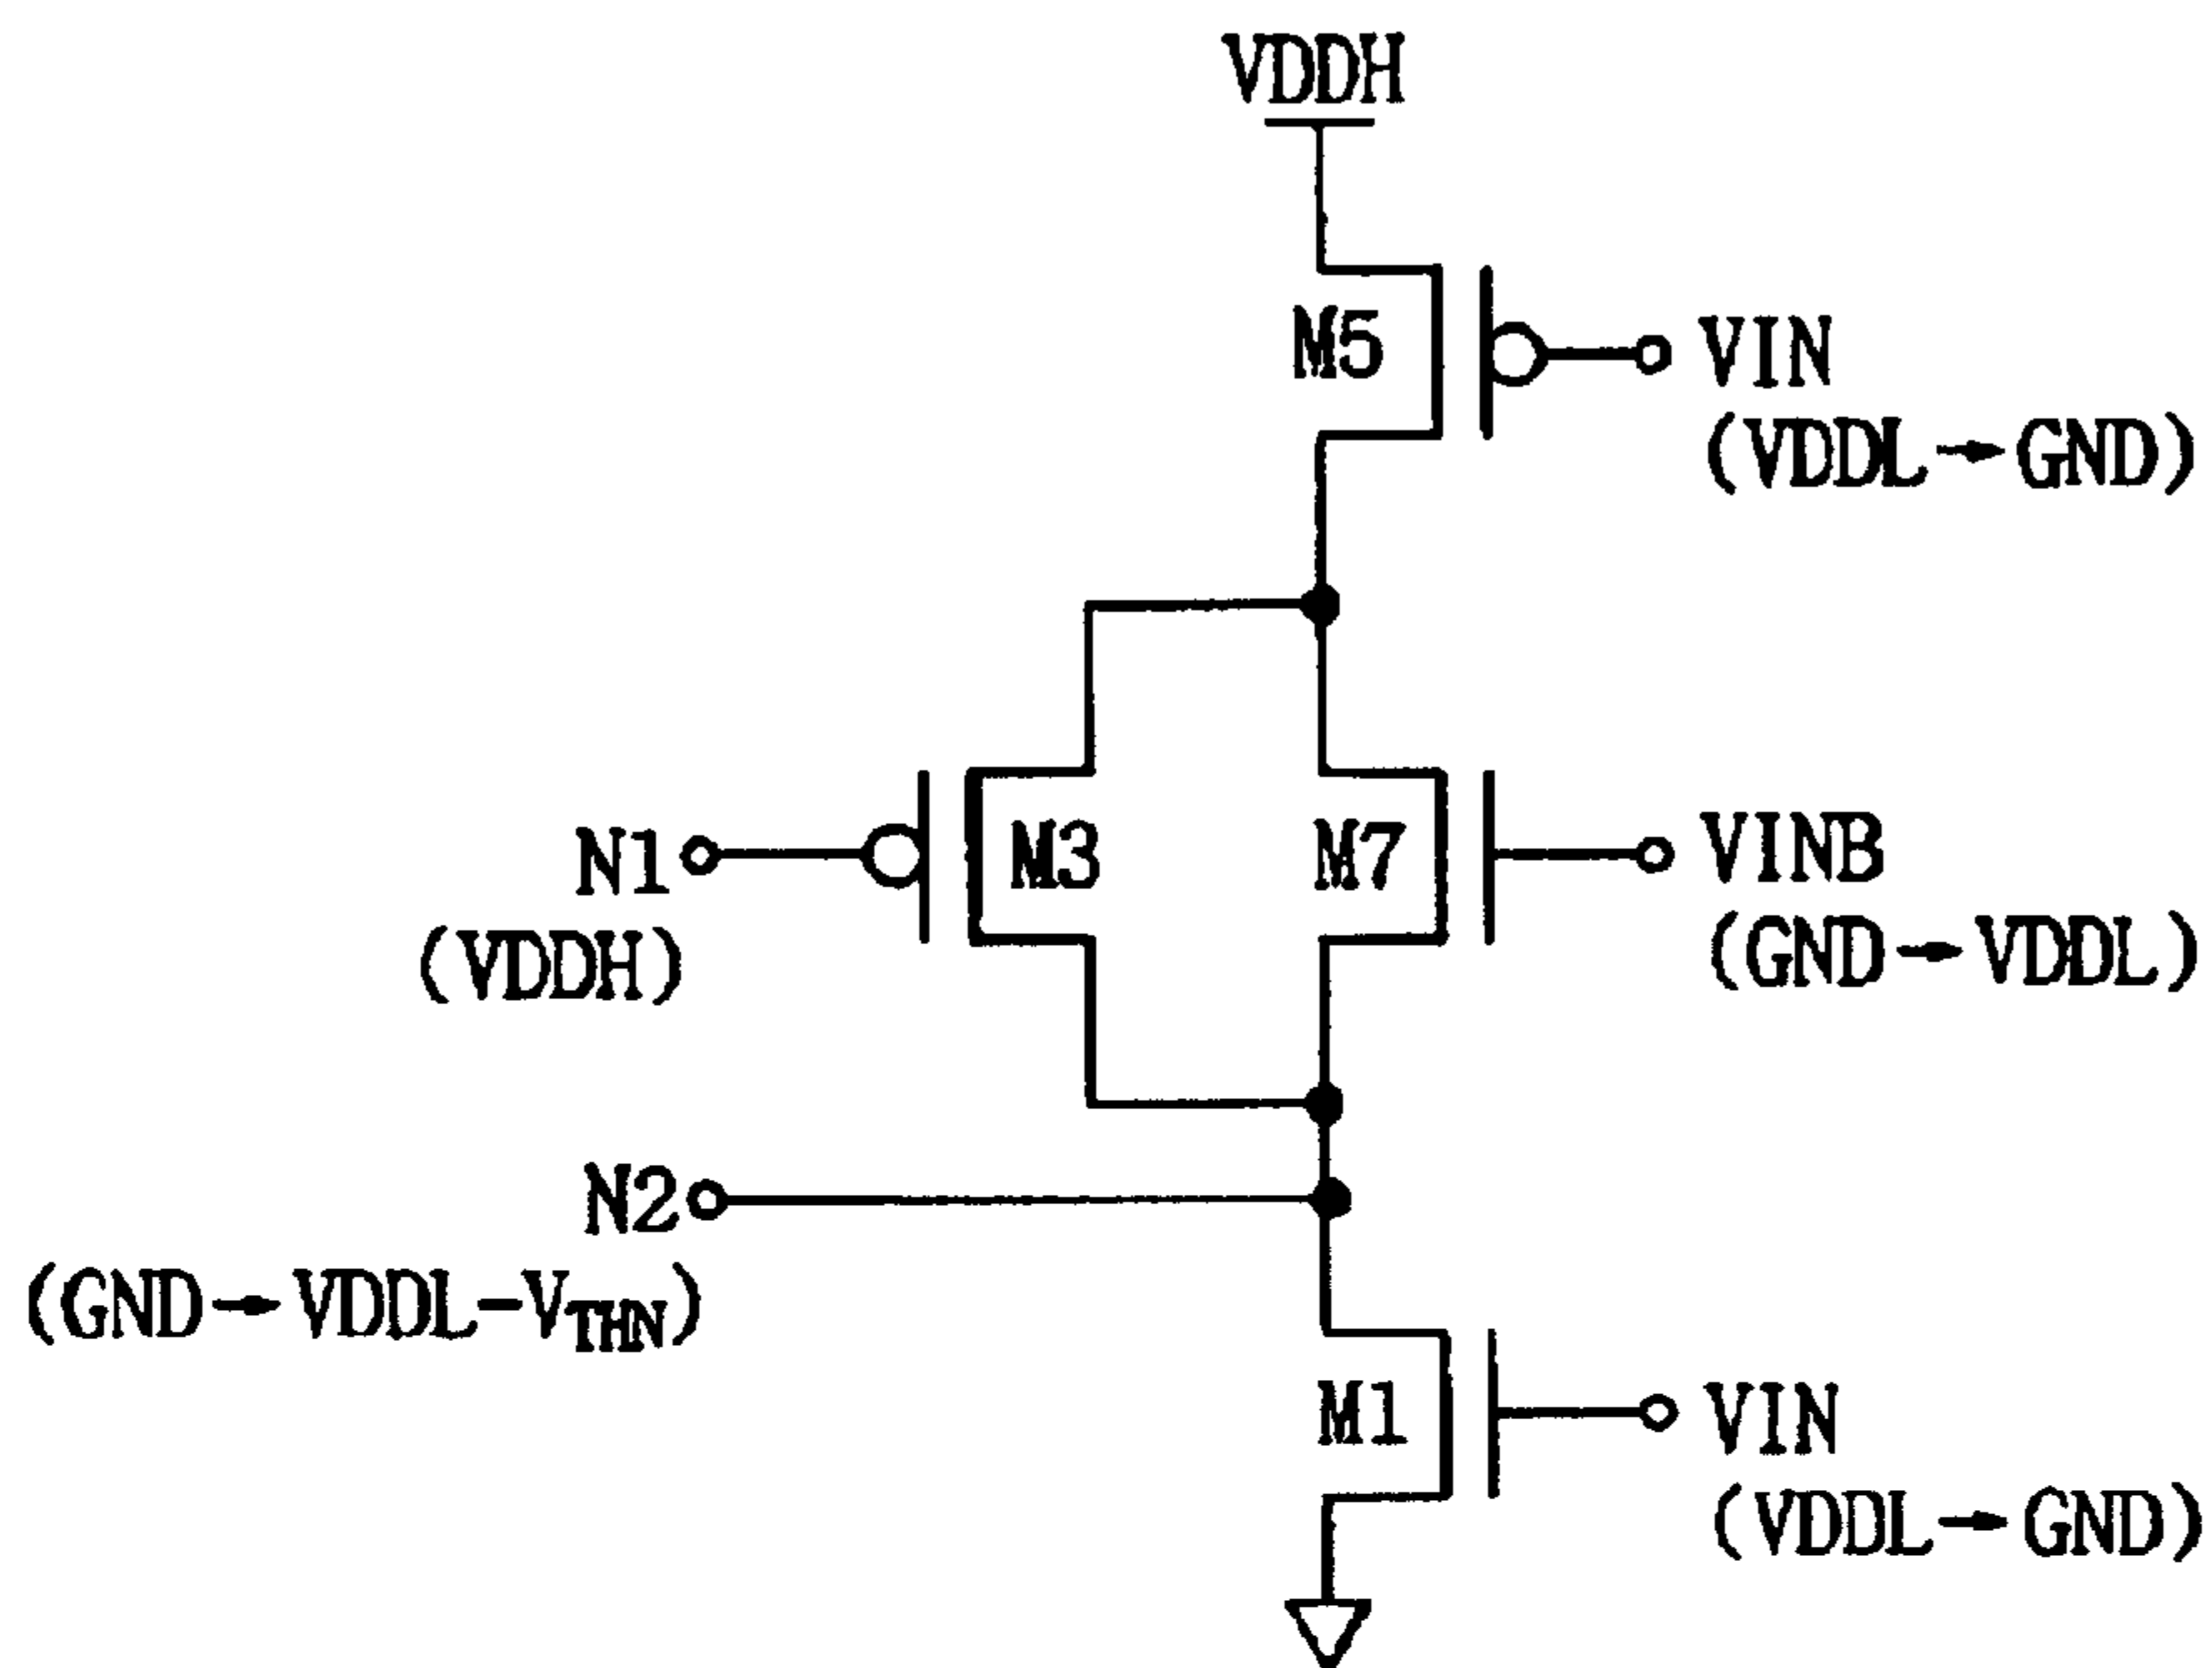 VDDH
M5
VIN
(VDDL→GND)
N1
(VDDH)
M3
M7
VINB
(GND→VDDL)
N2
(GND→VDDL-VTHN)
M1
VIN
(VDDL→GND)